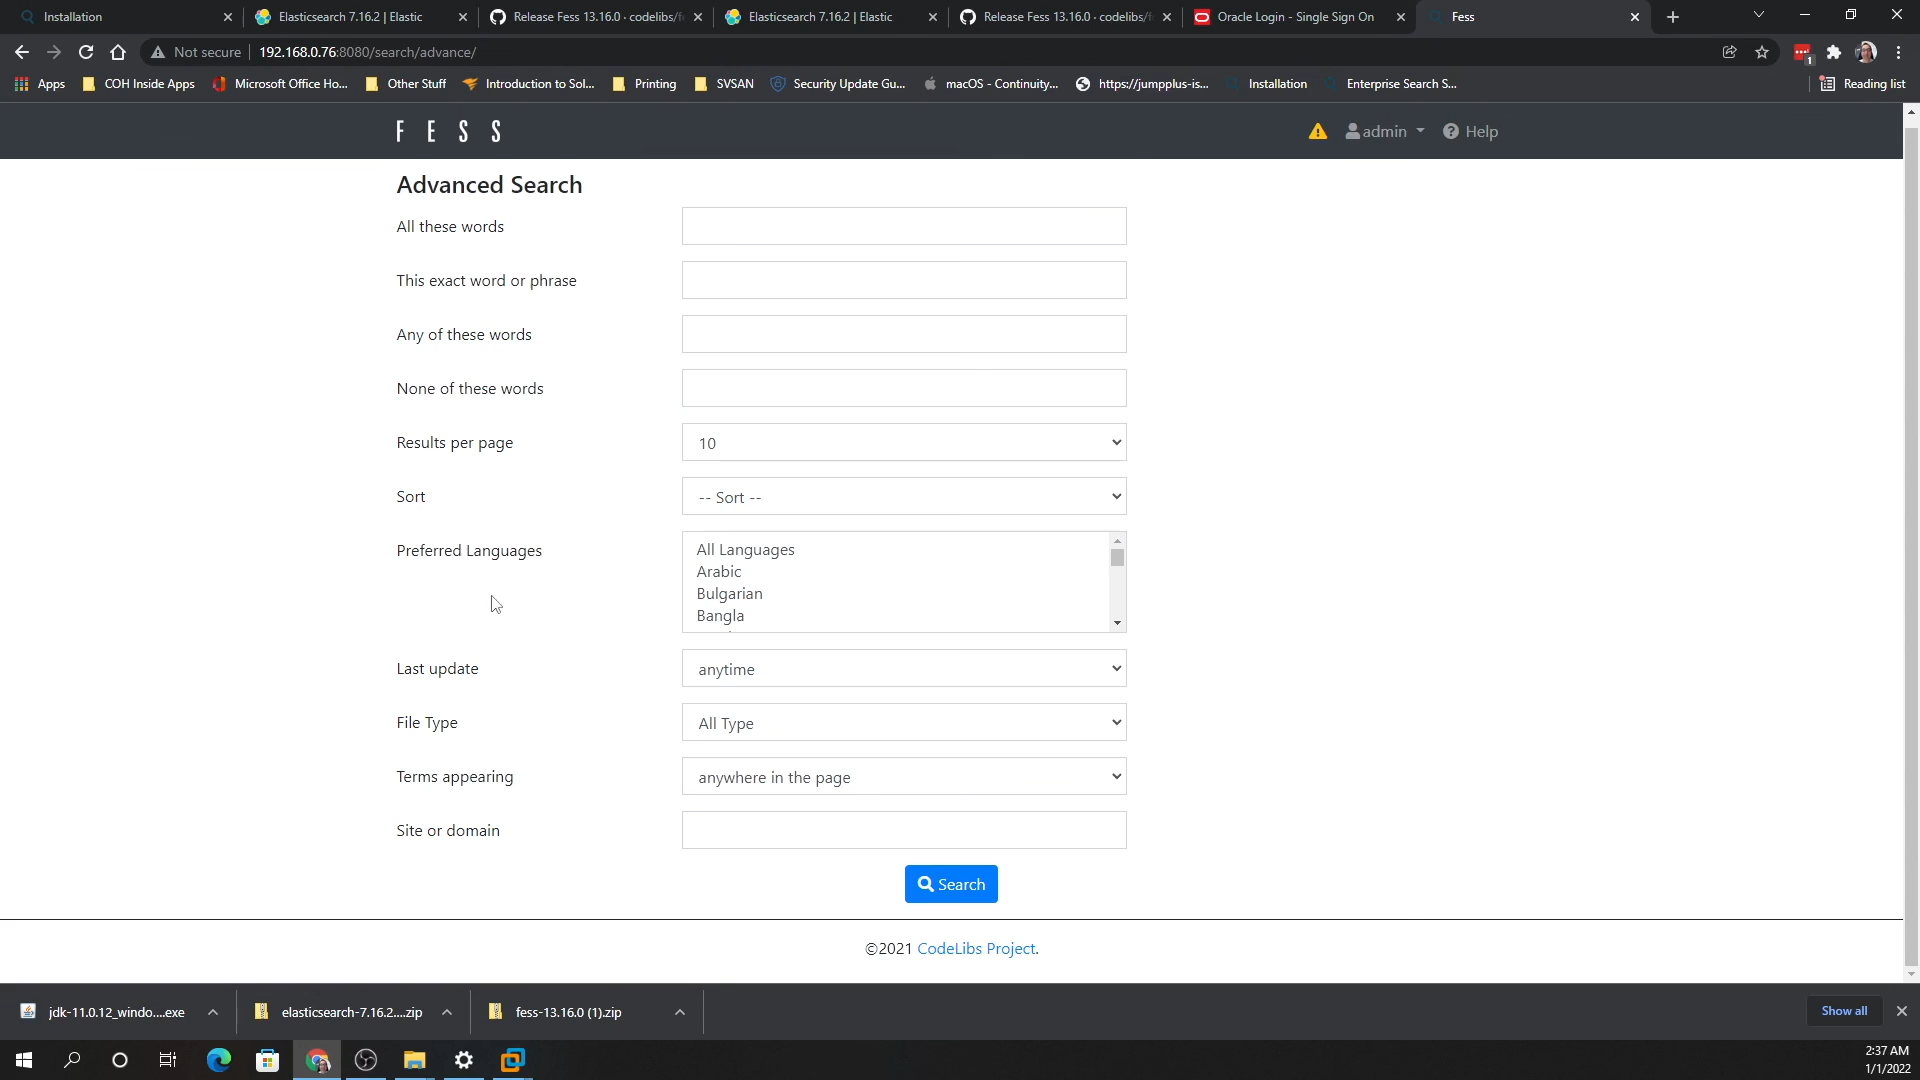 Installation
Elasticsearch 7.16.2 | Elastic
Release Fess 13.16.0 · codelibs/f
Elasticsearch 7.16.2 | Elastic
Release Fess 13.16.0 · codelibs/f
Oracle Login - Single Sign On
Fess
Not secure
192.168.0.76:8080/search/advance/
1
Apps
COH Inside Apps
Microsoft Office Ho...
Other Stuff
Introduction to Sol...
Printing
SVSAN
Security Update Gu...
macOS - Continuity...
https://jumpplus-is...
Installation
Enterprise Search S...
Reading list
FESS
admin
Help
Advanced Search
All these words
This exact word or phrase
Any of these words
None of these words
Results per page
10
Sort
-- Sort --
Preferred Languages
All Languages
Arabic
Bulgarian
Bangla
Last update
anytime
File Type
All Type
Terms appearing
anywhere in the page
Site or domain
Search
©2021 CodeLibs Project.
jdk-11.0.12_windo....exe
elasticsearch-7.16.2....zip
fess-13.16.0 (1).zip
Show all
2:37 AM
1/1/2022